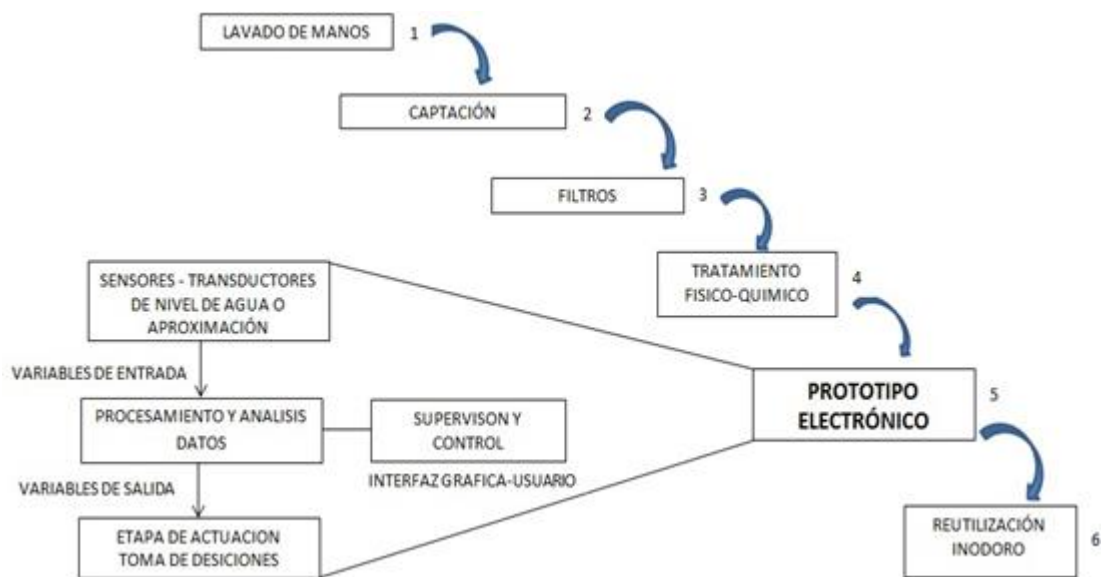 LAVADO DE MANOS
1
CAPTACIÓN
2
FILTROS
3
TRATAMIENTO
FISICO-QUIMICO
4
SENSORES - TRANSDUCTORES
DE NIVEL DE AGUA O
APROXIMACIÓN
VARIABLES DE ENTRADA
PROCESAMIENTO Y ANALISIS
DATOS
SUPERVISON Y
CONTROL
INTERFAZ GRAFICA-USUARIO
VARIABLES DE SALIDA
ETAPA DE ACTUACION
TOMA DE DESICIONES
PROTOTIPO
ELECTRÓNICO
5
REUTILIZACIÓN
INODORO
6